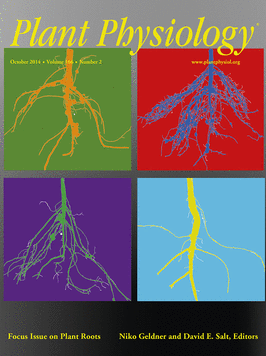 Plant Physiology®
October 2014 • Volume 166 • Number 2 www.plantphysiol.org
Focus Issue on Plant Roots Niko Geldner and David E. Salt, Editors